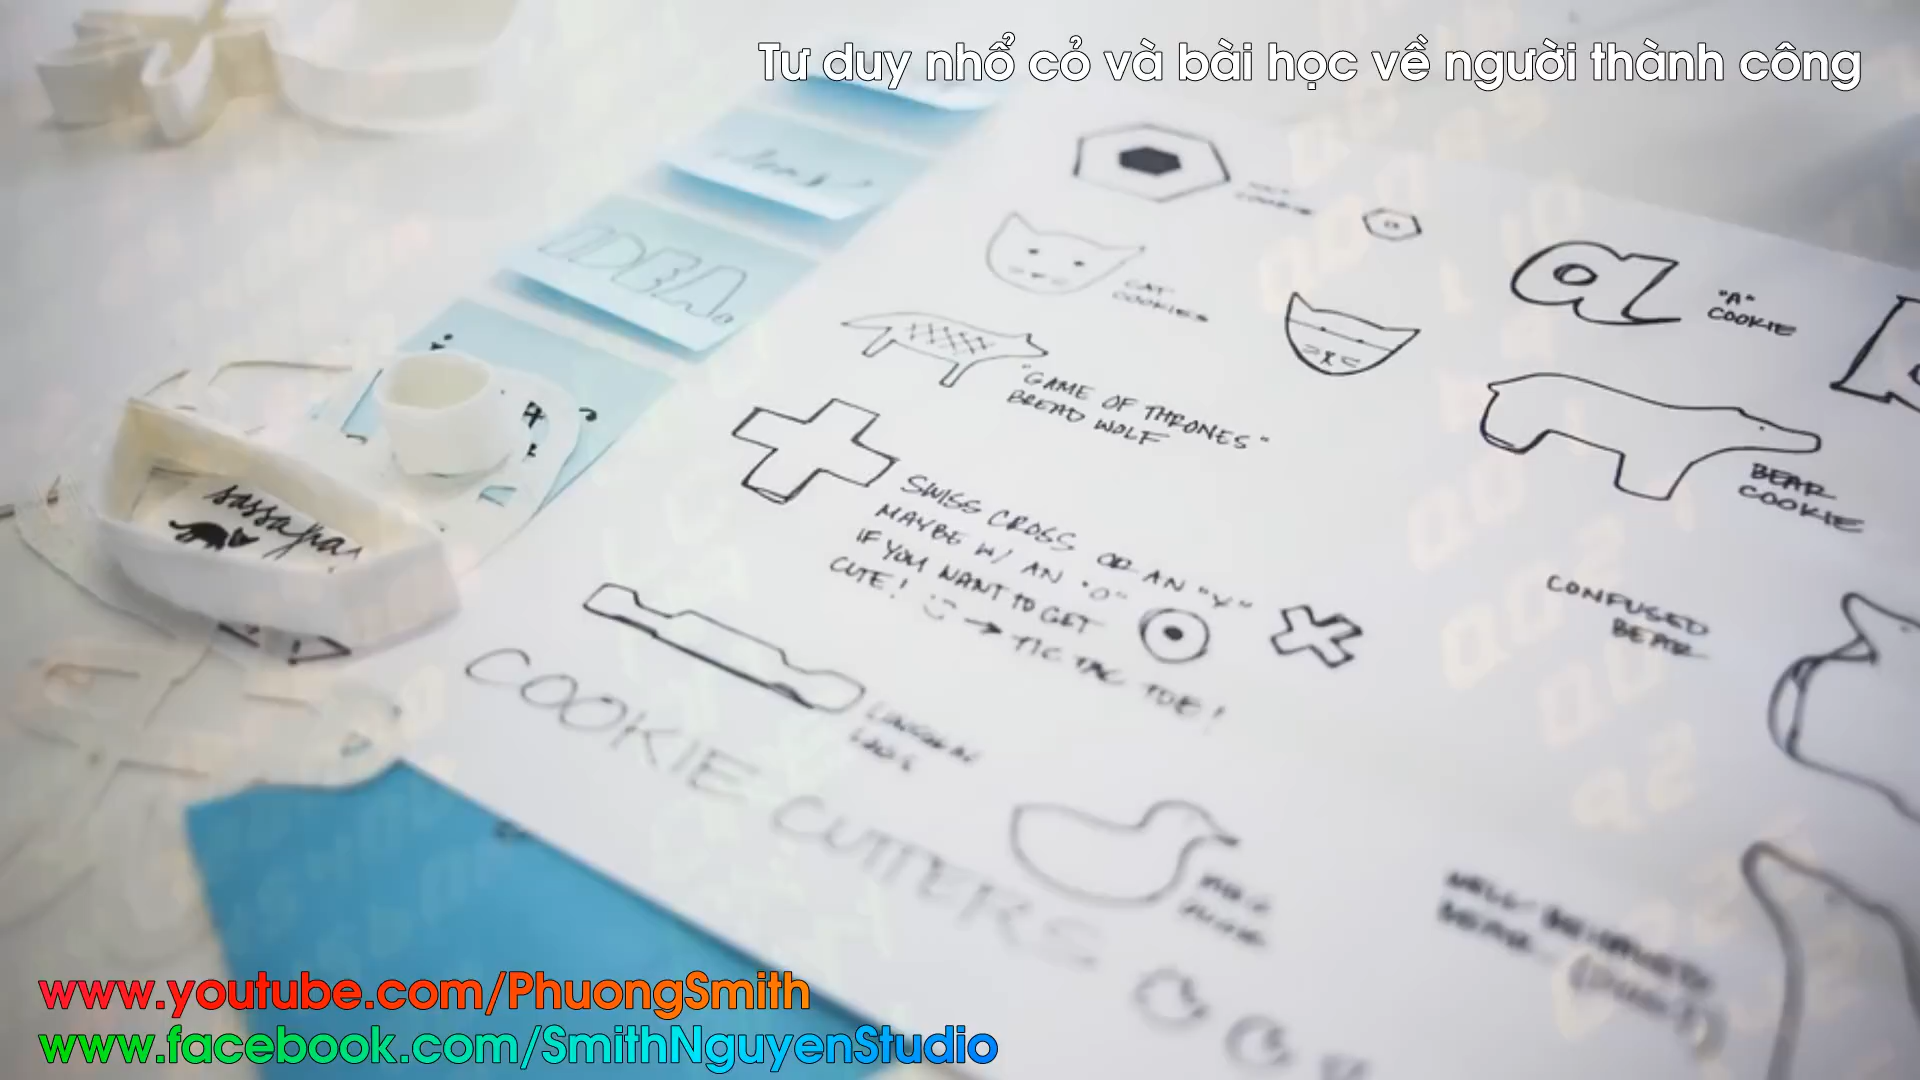 Tư duy nhổ cỏ và bài học về người thành công
COOKIE
CAT
COOKIES
"A"
COOKIE
"GAME OF THRONES"
BREAD WOLF
BEAR
COOKIE
SWISS CROSS OR AN "X"
MAYBE W/ AN "O"
IF YOU WANT TO GET
CUTE! → TIC TAC TOE!
CONFUSED
BEAR
COOKIE CUTTERS
BEAR
www.youtube.com/PhuongSmith
www.facebook.com/SmithNguyenStudio